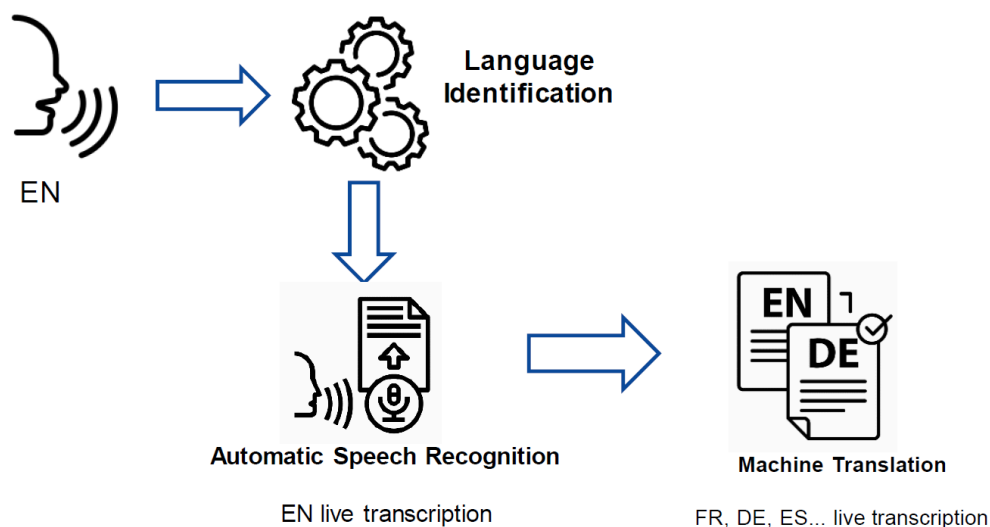 Language
Identification
EN
EN
DE
Automatic Speech Recognition
Machine Translation
EN live transcription
FR, DE, ES... live transcription